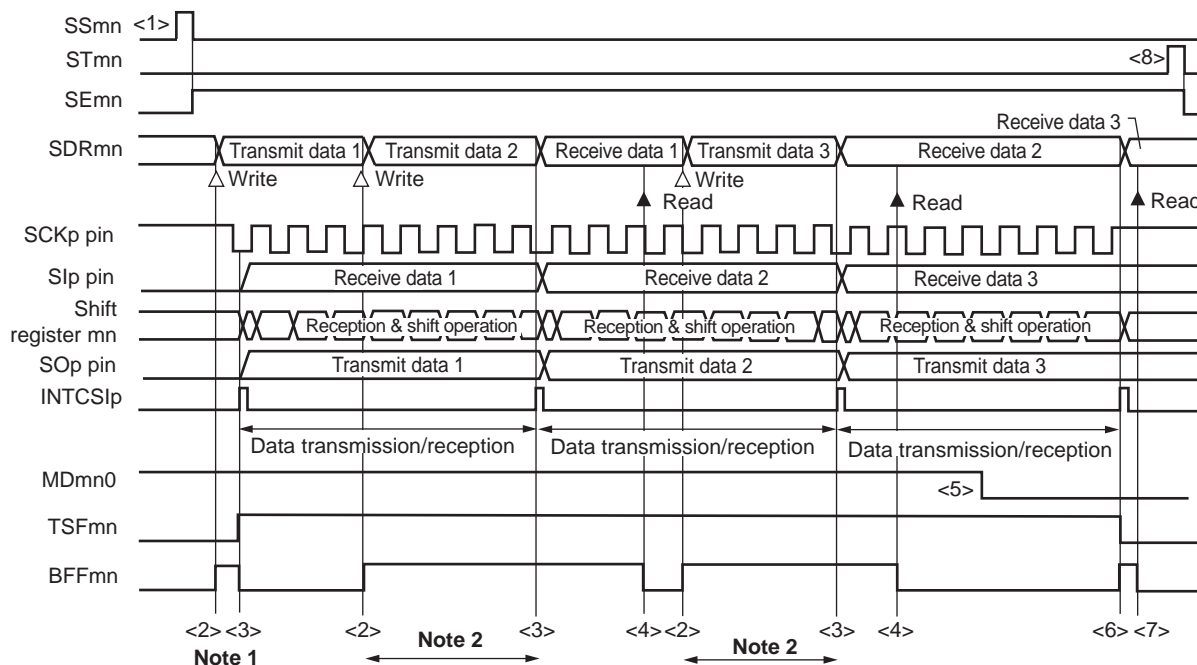 SSmn <1>
STmn <8>
SEmn
Receive data 3
SDRmn Transmit data 1 Transmit data 2 Receive data 1 Transmit data 3 Receive data 2
Write Write Write
Read Read Read
SCKp pin
SIp pin Receive data 1 Receive data 2 Receive data 3
Shift
register mn Reception & shift operation Reception & shift operation Reception & shift operation
SOp pin Transmit data 1 Transmit data 2 Transmit data 3
INTCSIp
Data transmission/reception Data transmission/reception Data transmission/reception
MDmn0 <5>
TSFmn
BFFmn
<2> <3> <2> <3> <4> <2> <3> <4> <6> <7>
Note 1 Note 2 Note 2